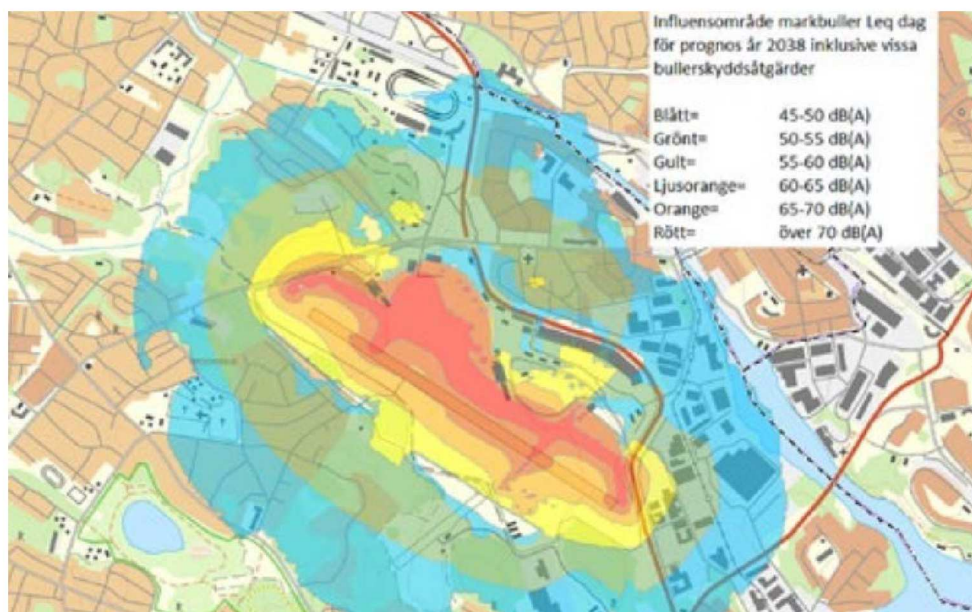 Influensområde markbuller Leq dag
för prognos år 2038 inklusive vissa
bullerskyddsåtgärder
Blått= 45-50 dB(A)
Grönt= 50-55 dB(A)
Gult= 55-60 dB(A)
Ljusorange= 60-65 dB(A)
Orange= 65-70 dB(A)
Rött= över 70 dB(A)